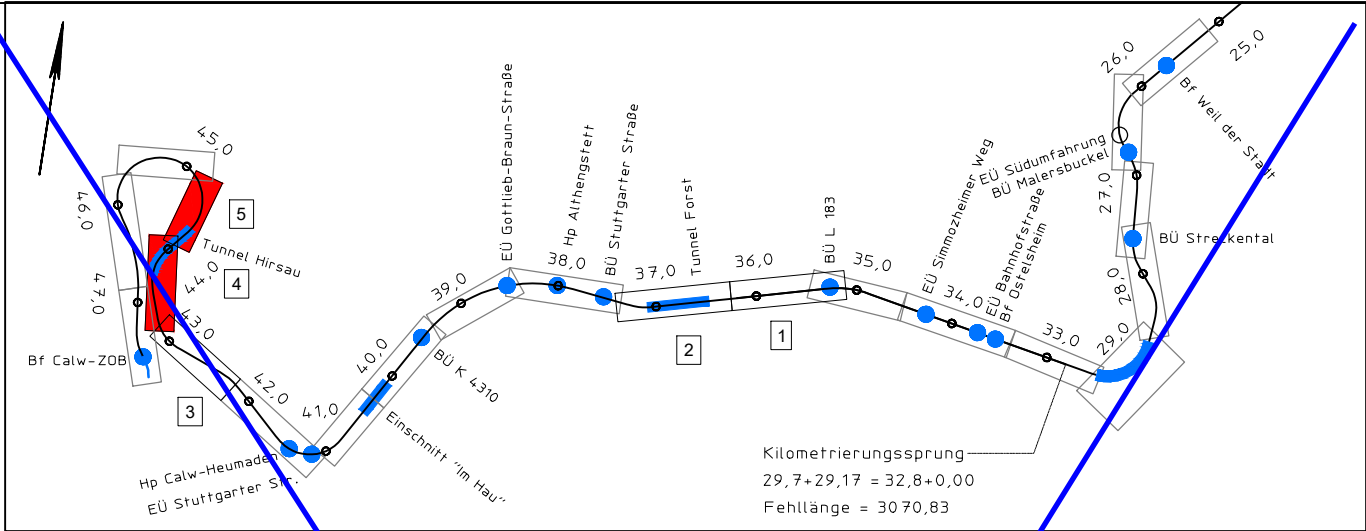 26,0
25,0
Bf Weil der Stadt
EÜ Südumfahrung
BÜ Malersbuckel
27,0
BÜ Streckental
28,0
29,0
33,0
EÜ Bahnhofstraße
Bf Ostelsheim
34,0
EÜ Simmozheimer Weg
35,0
BÜ L 183
36,0
1
Tunnel Forst
37,0
2
BÜ Stuttgarter Straße
Hp Althengstett
38,0
EÜ Gottlieb-Braun-Straße
39,0
BÜ K 4310
40,0
Einschnitt "Im Hau"
41,0
42,0
Hp Calw-Heumaden
EÜ Stuttgarter Str.
3
43,0
44,0
4
Tunnel Hirsau
5
45,0
46,0
47,0
Bf Calw-ZOB
Kilometrierungssprung
29,7+29,17 = 32,8+0,00
Fehllänge = 3070,83